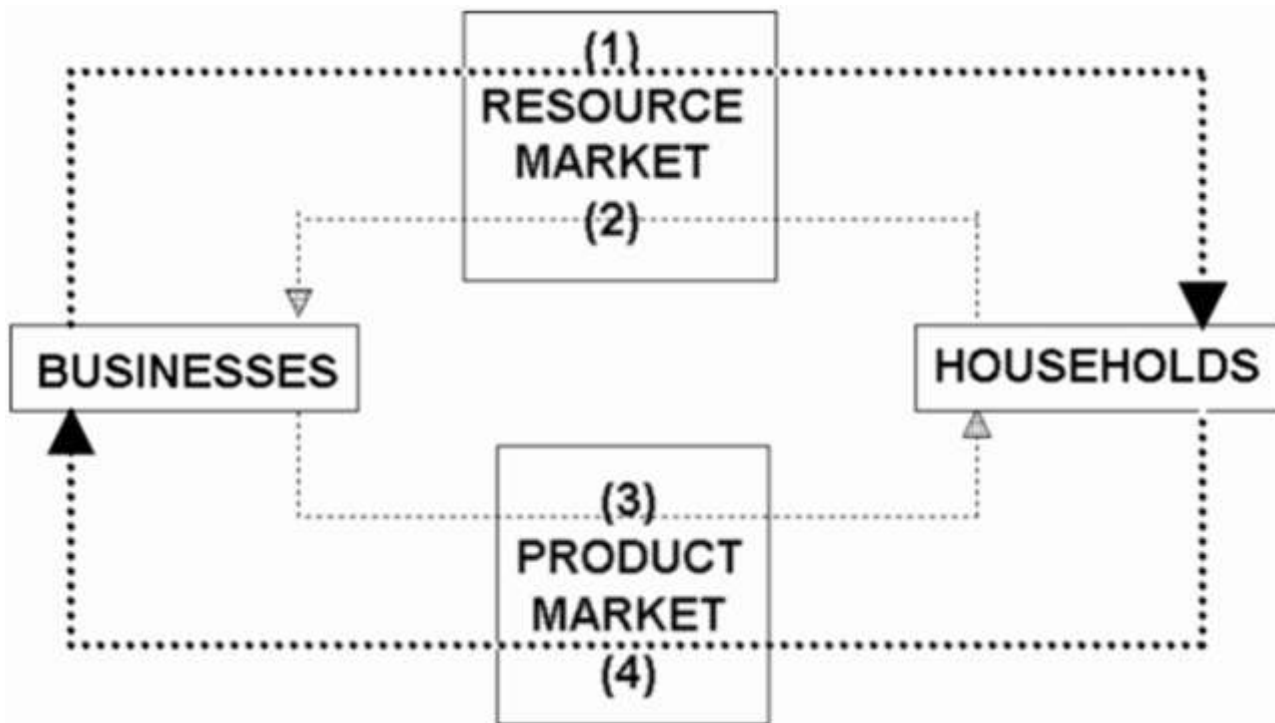 (1)
RESOURCE
MARKET
(2)
BUSINESSES
HOUSEHOLDS
(3)
PRODUCT
MARKET
(4)